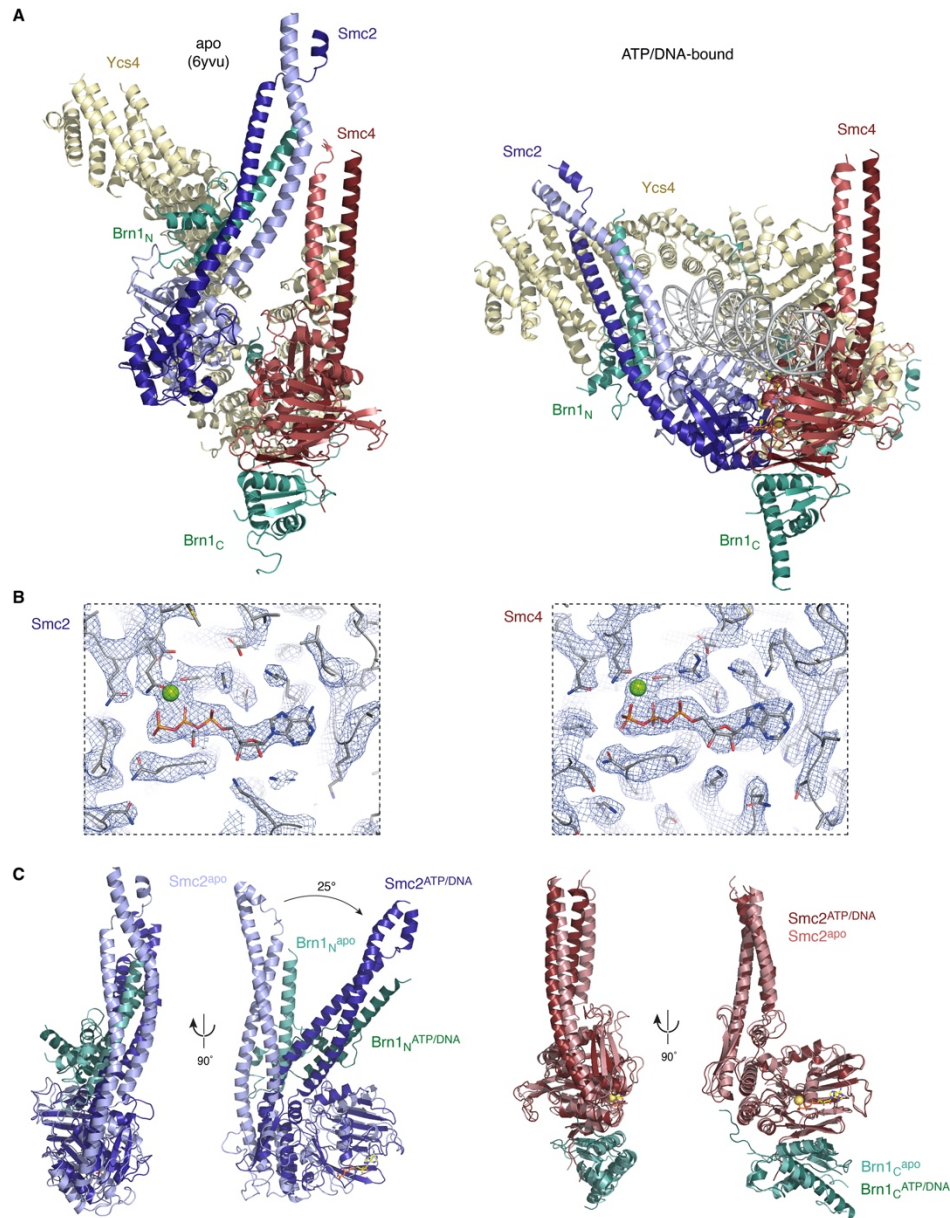 A
apo
(6yvu)
Smc2
Ycs4
Smc4
Brn1N
Brn1C
ATP/DNA-bound
Smc2
Ycs4
Smc4
Brn1N
Brn1C
B
Smc2
Smc4
C
Smc2apo
25°
Smc2ATP/DNA
Brn1Napo
Brn1NATP/DNA
90°
Smc2ATP/DNA
Smc2apo
90°
Brn1Capo
Brn1CATP/DNA